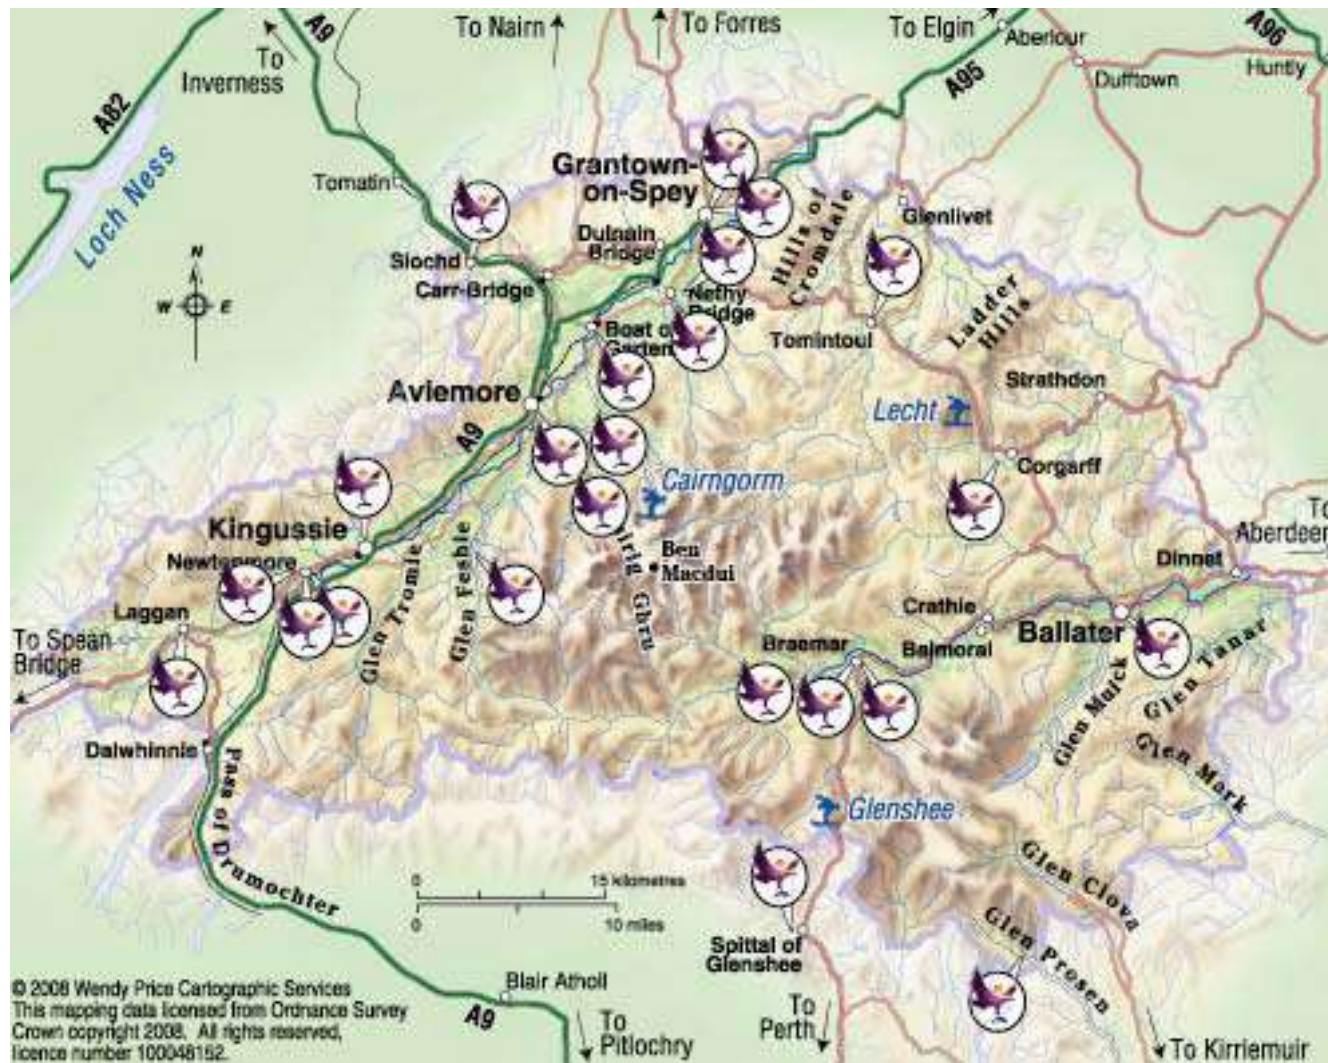 A9
To Nairn
To Forres
To Elgin
A96
To
Inverness
Aberlour
Huntly
Dufftown
A95
A82
Loch Ness
Tomatin
Grantown-
on-Spey
Glenlivet
Hills of
Cromdale
Dulnain
Bridge
Slochd
Carr-Bridge
N
W
E
Nethy
Bridge
Boat of
Garten
Tomintoul
Ladder
Hills
Strathdon
Aviemore
Lecht
A9
Corgarff
Cairngorm
Kingussie
Newtonmore
To
Aberdeen
Dinnet
Ben
Macdui
Glen Tromie
Glen Feshie
Ghru
Laggan
Crathie
Ballater
To Spean
Bridge
Braemar
Balmoral
Glen Tanar
Glen Muick
Glen Mark
Dalwhinnie
Pass of Drumochter
Glenshee
Glen Clova
0
15 kilometres
0
10 miles
Glen Prosen
Spittal of
Glenshee
Blair Atholl
A9
To
Pitlochry
To
Perth
To Kirriemuir
© 2008 Wendy Price Cartographic Services
This mapping data licensed from Ordnance Survey
Crown copyright 2008. All rights reserved,
licence number 100048152.